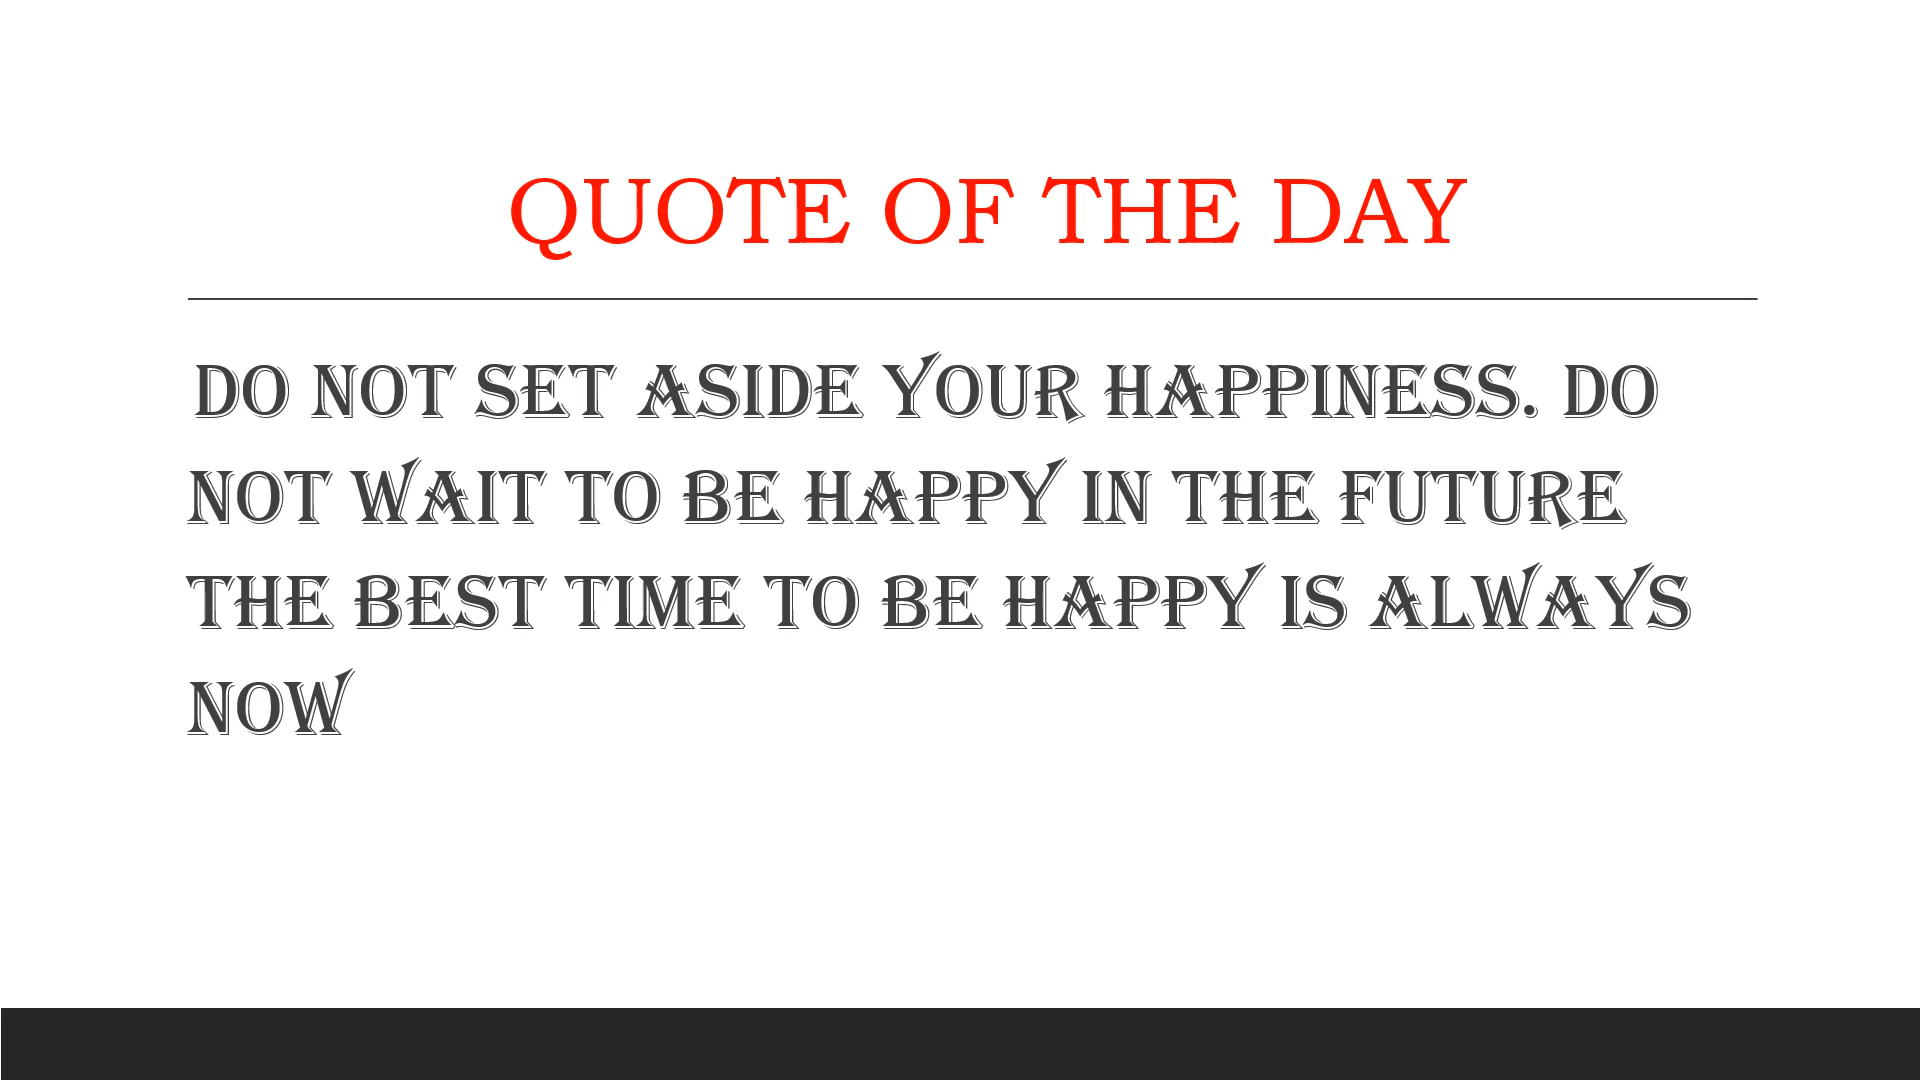 QUOTE OF THE DAY
DO NOT SET ASIDE YOUR HAPPINESS. DO
NOT WAIT TO BE HAPPY IN THE FUTURE
THE BEST TIME TO BE HAPPY IS ALWAYS
NOW